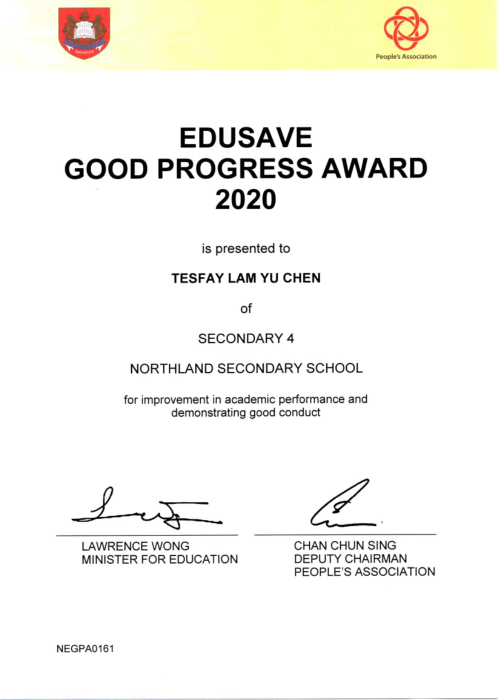 People's Association
EDUSAVE
GOOD PROGRESS AWARD
2020
is presented to
TESFAY LAM YU CHEN
of
SECONDARY 4
NORTHLAND SECONDARY SCHOOL
for improvement in academic performance and
demonstrating good conduct
LAWRENCE WONG
MINISTER FOR EDUCATION
CHAN CHUN SING
DEPUTY CHAIRMAN
PEOPLE'S ASSOCIATION
NEGPA0161